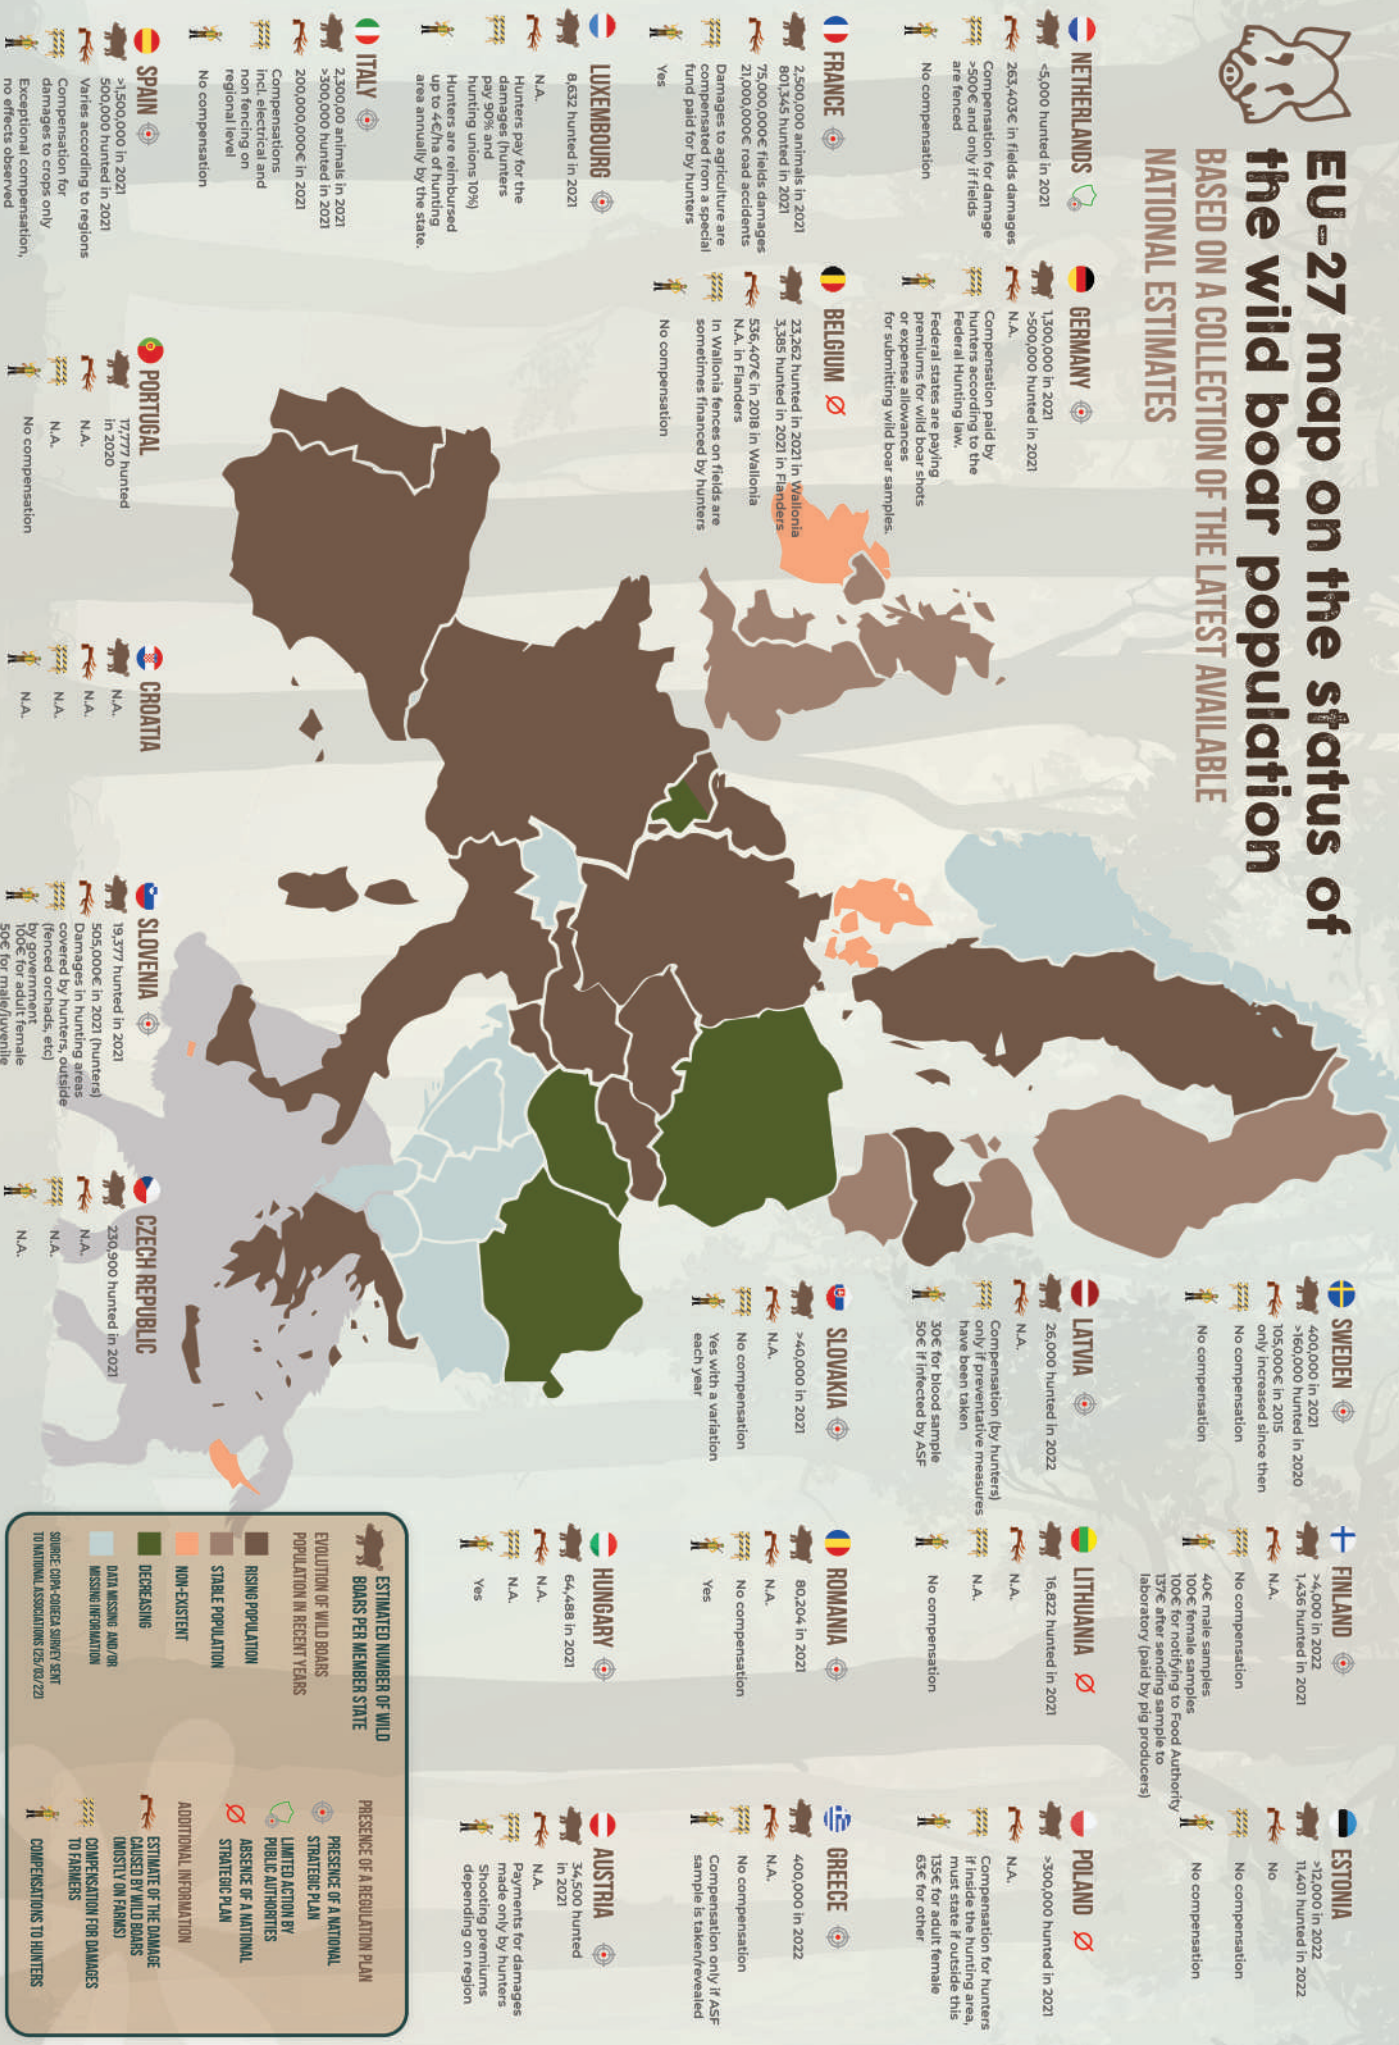 EU-27 map on the status of
the wild boar population
BASED ON A COLLECTION OF THE LATEST AVAILABLE
NATIONAL ESTIMATES
NETHERLANDS
<5,000 hunted in 2021
263,403€ in fields damages
Compensation for damage
>500€ and only if fields
are fenced
No compensation
GERMANY
1,300,000 in 2021
>500,000 hunted in 2021
N.A.
Compensation paid by
hunters according to the
Federal Hunting law.
Federal states are paying
premiums for wild boar shots
or expense allowances
for submitting wild boar samples.
FRANCE
2,500,000 animals in 2021
801,345 hunted in 2021
75,000,000€ fields damages
21,000,000€ road accidents
Damages to agriculture are
compensated from a special
fund paid for by hunters
Yes
BELGIUM
23,262 hunted in 2021 in Wallonia
3,385 hunted in 2021 in Flanders
536,407€ in 2018 in Wallonia
N.A. in Flanders
In Wallonia fences on fields are
sometimes financed by hunters
No compensation
LUXEMBOURG
8,632 hunted in 2021
N.A.
Hunters pay for the
damages (hunters
pay 90% and
hunting unions 10%)
Hunters are reimbursed
up to 4€/ha of hunting
area annually by the state.
ITALY
2,300,00 animals in 2021
>300,000 hunted in 2021
200,000,000€ in 2021
Compensations
incl. electrical and
non fencing on
regional level
No compensation
SPAIN
>1,500,000 in 2021
500,000 hunted in 2021
Varies according to regions
Compensation for
damages to crops only
Exceptional compensation,
no effects observed
PORTUGAL
17,777 hunted
in 2020
N.A.
N.A.
No compensation
CROATIA
N.A.
N.A.
N.A.
N.A.
SLOVENIA
19,377 hunted in 2021
505,000€ in 2021 (hunters)
Damages in hunting areas
covered by hunters, outside
(fenced orchads, etc)
by government
100€ for adult female
50€ for male/juvenile
CZECH REPUBLIC
230,900 hunted in 2021
N.A.
N.A.
N.A.
SWEDEN
400,000 in 2021
>160,000 hunted in 2020
105,000€ in 2015
only increased since then
No compensation
No compensation
FINLAND
>4,000 in 2022
1,436 hunted in 2021
N.A.
No compensation
40€ male samples
100€ female samples
100€ for notifying to Food Authority
137€ after sending sample to
laboratory (paid by pig producers)
ESTONIA
>12,000 in 2022
11,401 hunted in 2022
No
No compensation
No compensation
LATVIA
26,000 hunted in 2022
N.A.
Compensation (by hunters)
only if preventative measures
have been taken
30€ for blood sample
50€ if infected by ASF
LITHUANIA
16,822 hunted in 2021
N.A.
N.A.
No compensation
POLAND
>300,000 hunted in 2021
N.A.
Compensation for hunters
if inside the hunting area,
must state if outside this
135€ for adult female
63€ for other
SLOVAKIA
>40,000 in 2021
N.A.
No compensation
Yes with a variation
each year
ROMANIA
80,204 in 2021
N.A.
No compensation
Yes
GREECE
400,000 in 2022
N.A.
No compensation
Compensation only if ASF
sample is taken/revealed
HUNGARY
64,488 in 2021
N.A.
N.A.
Yes
AUSTRIA
34,500 hunted
in 2021
N.A.
Payments for damages
made only by hunters
Shooting premiums
depending on region
ESTIMATED NUMBER OF WILD
BOARS PER MEMBER STATE
EVOLUTION OF WILD BOARS
POPULATION IN RECENT YEARS
RISING POPULATION
STABLE POPULATION
NON-EXISTENT
DECREASING
DATA MISSING AND/OR
MISSING INFORMATION
SOURCE: COPA-COGECA SURVEY SENT
TO NATIONAL ASSOCIATIONS (25/02/22)
PRESENCE OF A REGULATION PLAN
PRESENCE OF A NATIONAL
STRATEGIC PLAN
LIMITED ACTION BY
PUBLIC AUTHORITIES
ABSENCE OF A NATIONAL
STRATEGIC PLAN
ADDITIONAL INFORMATION
ESTIMATE OF THE DAMAGE
CAUSED BY WILD BOARS
(MOSTLY ON FARMS)
COMPENSATION FOR DAMAGES
TO FARMERS
COMPENSATIONS TO HUNTERS